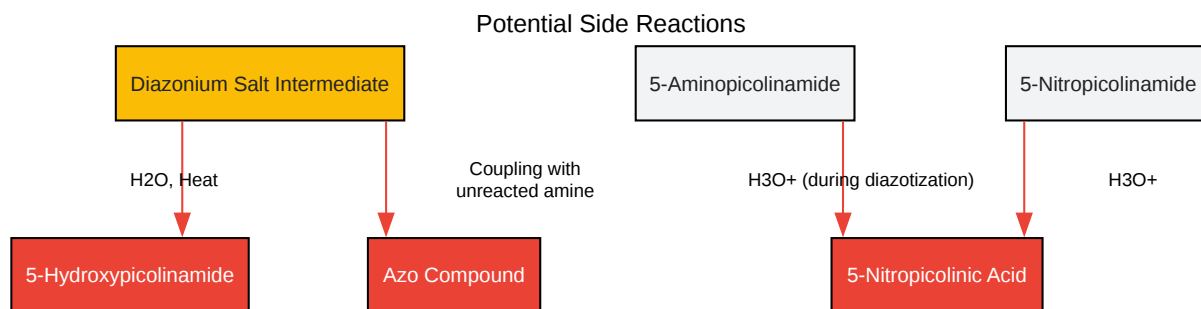 Potential Side Reactions
Diazonium Salt Intermediate
5-Aminopicolinamide
5-Nitropicolinamide
H2O, Heat
Coupling with
unreacted amine
H3O+ (during diazotization)
H3O+
5-Hydroxypicolinamide
Azo Compound
5-Nitropicolinic Acid